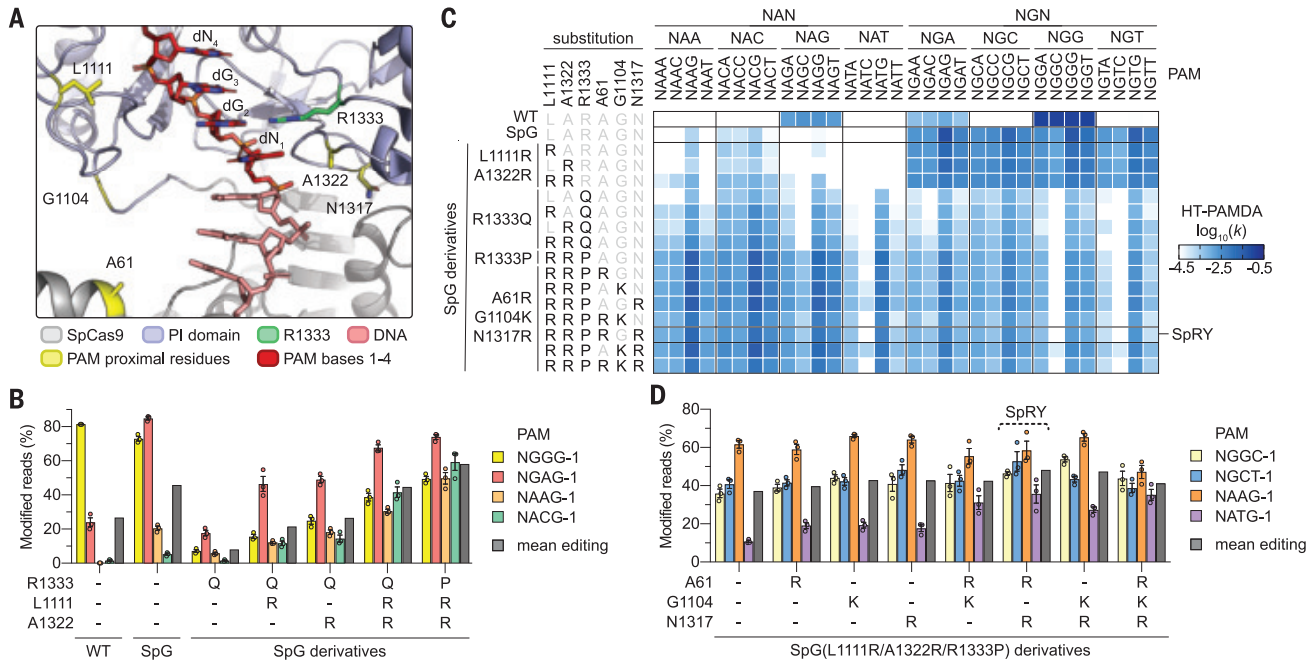 A
dN4
dG3
dG2
dN1
L1111
R1333
A1322
N1317
G1104
A61
SpCas9
PI domain
R1333
DNA
PAM proximal residues
PAM bases 1-4
C
NAN
NGN
substitution
NAA
NAC
NAG
NAT
NGA
NGC
NGG
NGT
L1111
A1322
R1333
A61
G1104
N1317
NAAA
NAAC
NAAG
NAAT
NACA
NACC
NACG
NACT
NAGA
NAGC
NAGG
NAGT
NATA
NATC
NATG
NATT
NGAA
NGAC
NGAG
NGAT
NGCA
NGCC
NGCG
NGCT
NGGA
NGGC
NGGG
NGGT
NGTA
NGTC
NGTG
NGTT
PAM
WT
L A R A G N
SpG
L A R A G N
SpG derivatives
L1111R
R A R A G N
A1322R
L R R A G N
R R R A G N
R1333Q
L A Q A G N
R A Q A G N
L R Q A G N
R R Q A G N
R1333P
R R P A G N
R R P R G N
R R P A K N
A61R
R R P A G R
G1104K
R R P R K N
N1317R
R R P R G R
SpRY
R R P A K R
R R P R K R
HT-PAMDA
log10(k)
-4.5
-2.5
-0.5
B
Modified reads (%)
80
60
40
20
0
PAM
NGGG-1
NGAG-1
NAAG-1
NACG-1
mean editing
R1333 - - Q Q Q Q P
L1111 - - - R - R R
A1322 - - - - R R R
WT
SpG
SpG derivatives
D
Modified reads (%)
80
60
40
20
0
SpRY
PAM
NGGC-1
NGCT-1
NAAG-1
NATG-1
mean editing
A61 - R - - R R - R
G1104 - - K - K - K K
N1317 - - - R - R R R
SpG(L1111R/A1322R/R1333P) derivatives